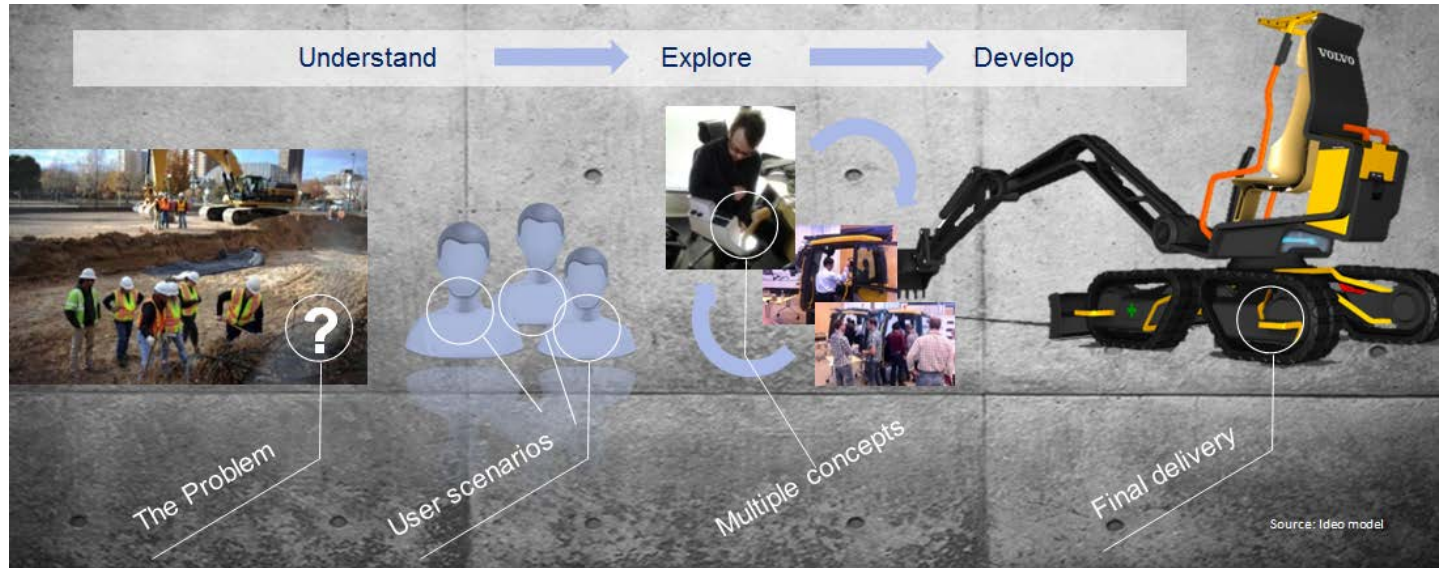 Understand
Explore
Develop
VOLVO
?
The Problem
User scenarios
Multiple concepts
Final delivery
Source: Ideo model